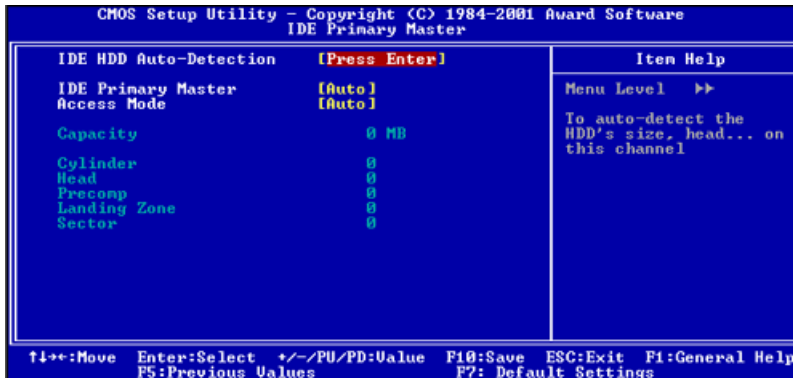 CMOS Setup Utility - Copyright (C) 1984-2001 Award Software
IDE Primary Master
IDE HDD Auto-Detection [Press Enter]
IDE Primary Master [Auto]
Access Mode [Auto]
Capacity 0 MB
Cylinder 0
Head 0
Precomp 0
Landing Zone 0
Sector 0
Item Help
Menu Level ▶▶
To auto-detect the
HDD's size, head... on
this channel
↑↓→←:Move Enter:Select +/-/PU/PD:Value F10:Save ESC:Exit F1:General Help
F5:Previous Values F7: Default Settings